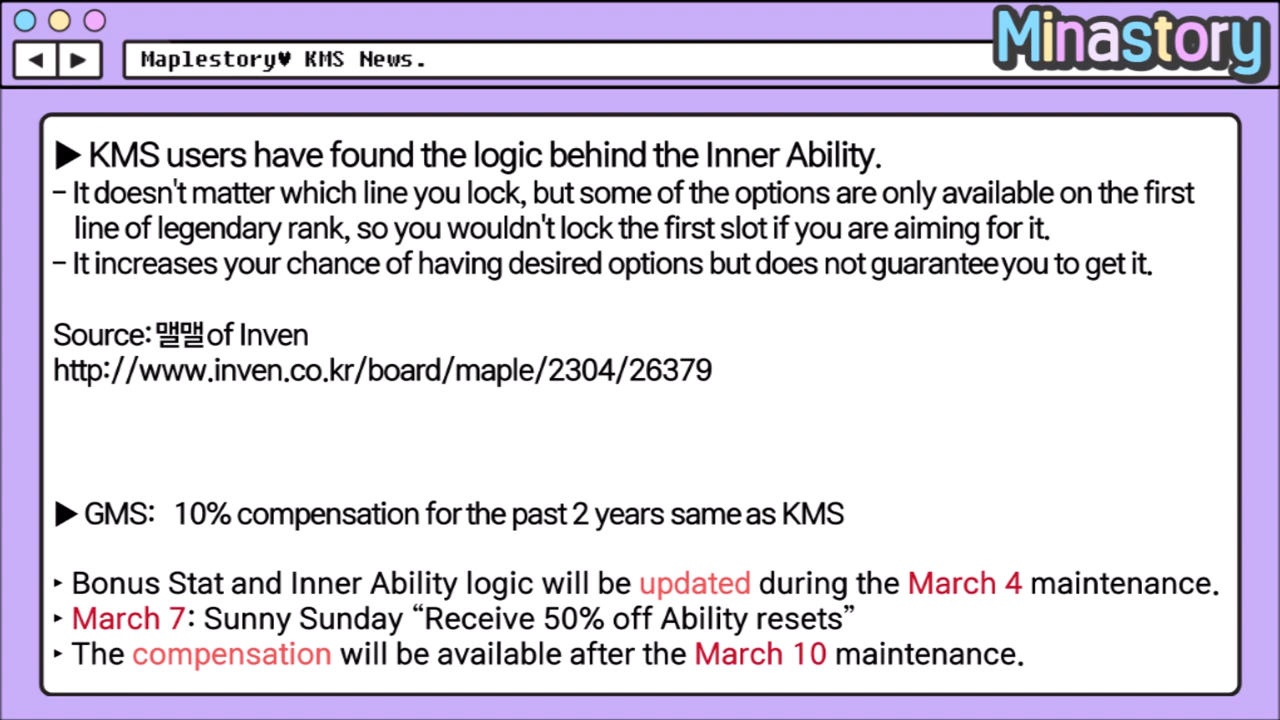 Minastory
Maplestory♥ KMS News.
▶ KMS users have found the logic behind the Inner Ability.
- It doesn't matter which line you lock, but some of the options are only available on the first
line of legendary rank, so you wouldn't lock the first slot if you are aiming for it.
- It increases your chance of having desired options but does not guarantee you to get it.
Source: 맬맬 of Inven
http://www.inven.co.kr/board/maple/2304/26379
▶ GMS: 10% compensation for the past 2 years same as KMS
‣ Bonus Stat and Inner Ability logic will be updated during the March 4 maintenance.
‣ March 7: Sunny Sunday “Receive 50% off Ability resets”
‣ The compensation will be available after the March 10 maintenance.